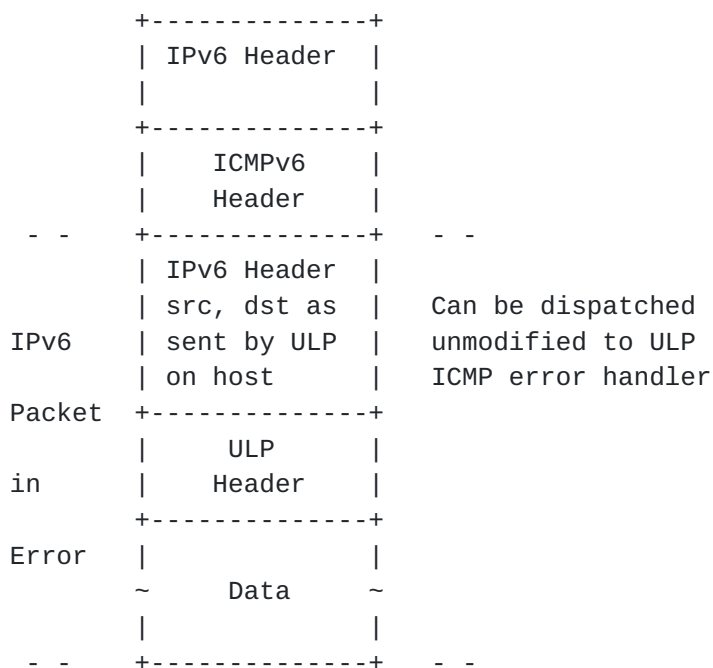 +--------------+
| IPv6 Header  |
|              |
+--------------+
|    ICMPv6    |
|    Header    |
- -    +--------------+   - -
| IPv6 Header  |
| src, dst as  |   Can be dispatched
IPv6    | sent by ULP  |   unmodified to ULP
| on host      |   ICMP error handler
Packet  +--------------+
|     ULP      |
in      |    Header    |
+--------------+
Error   |              |
~     Data     ~
|              |
- -    +--------------+   - -